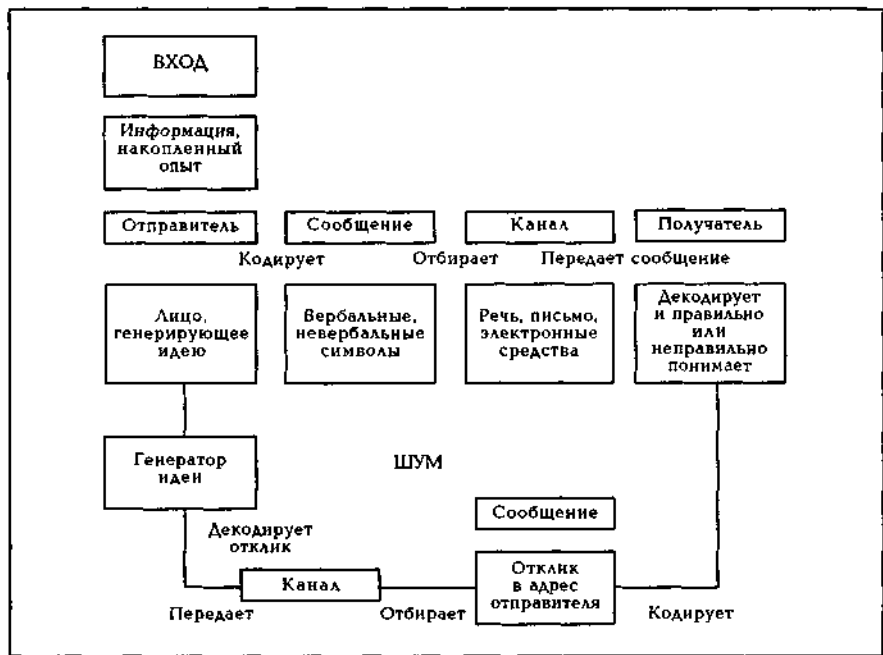 ВХОД
Информация,
накопленный
опыт
Отправитель
Сообщение
Канал
Получатель
Кодирует
Отбирает
Передает сообщение
Лицо,
генерирующее
идею
Вербальные,
невербальные
символы
Речь, письмо,
электронные
средства
Декодирует
и правильно
или
неправильно
понимает
Генератор
идеи
ШУМ
Сообщение
Декодирует
отклик
Канал
Отклик
в адрес
отправителя
Передает
Отбирает
Кодирует